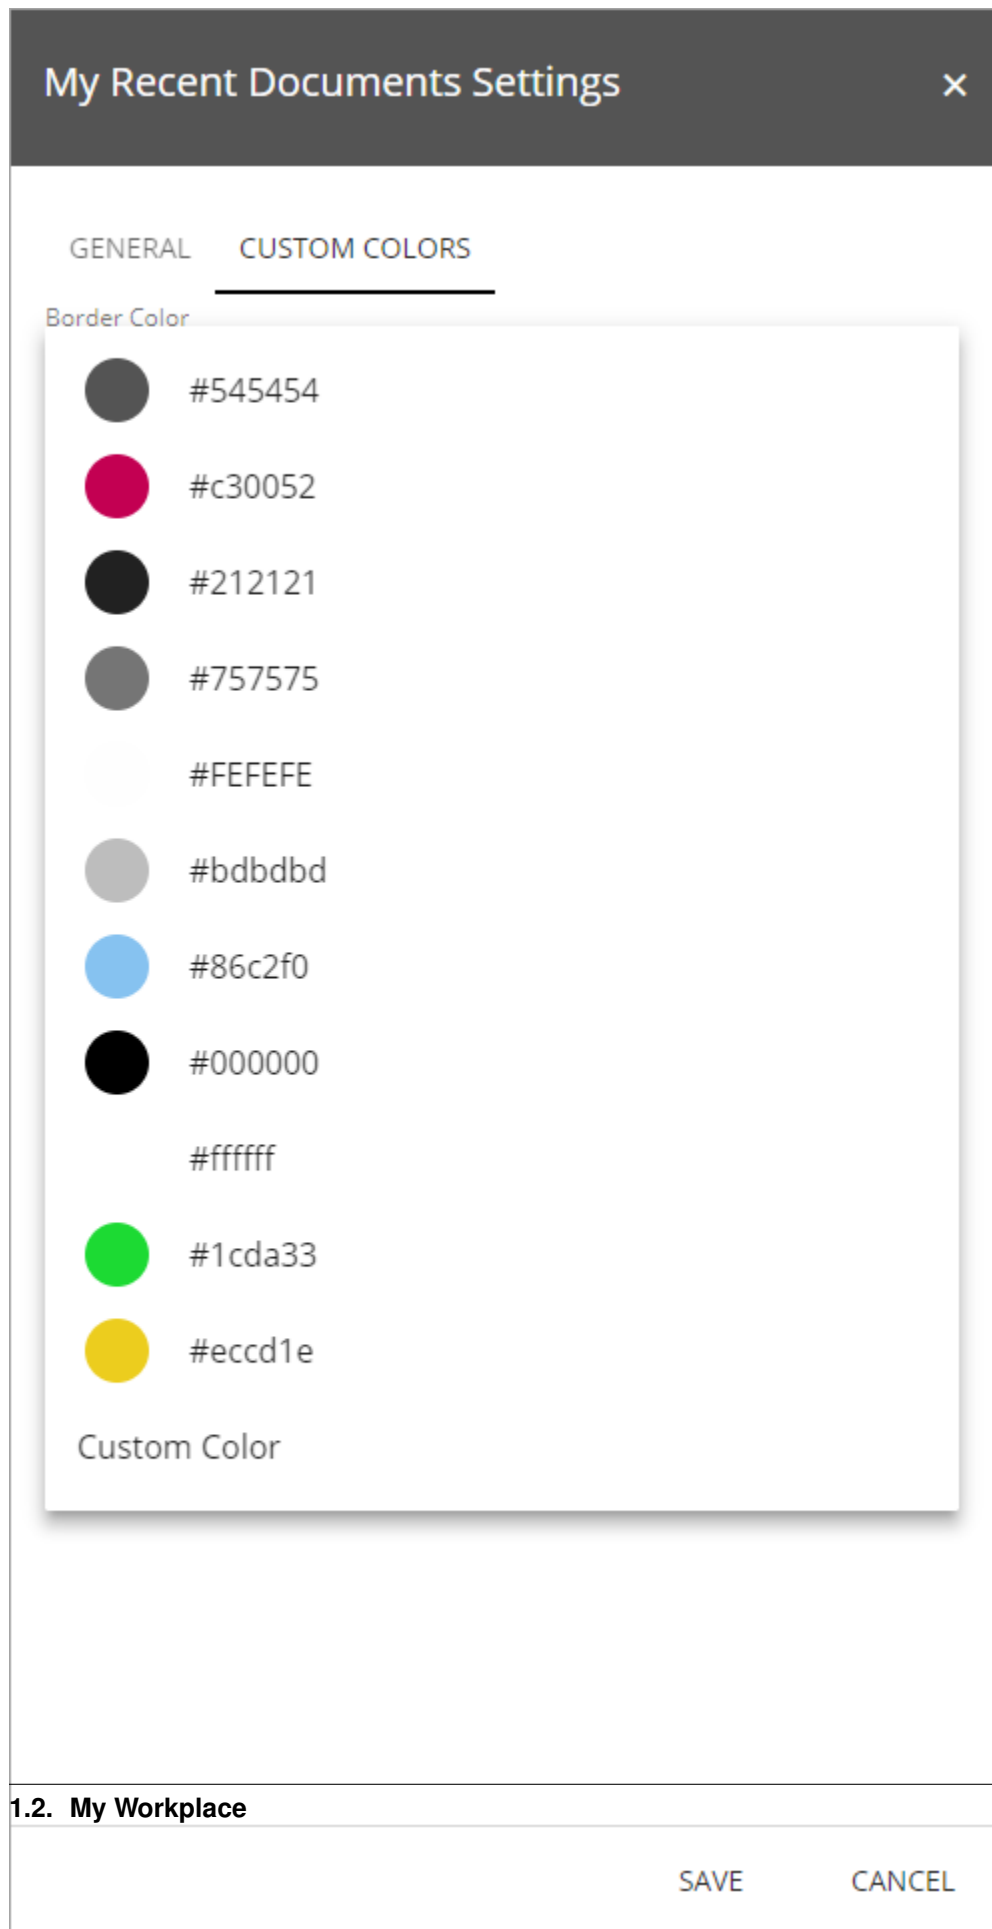 My Recent Documents Settings ×
GENERAL CUSTOM COLORS
Border Color
#545454
#c30052
#212121
#757575
#FEFEFE
#bdbdbd
#86c2f0
#000000
#ffffff
#1cda33
#eccd1e
Custom Color
1.2. My Workplace
SAVE CANCEL